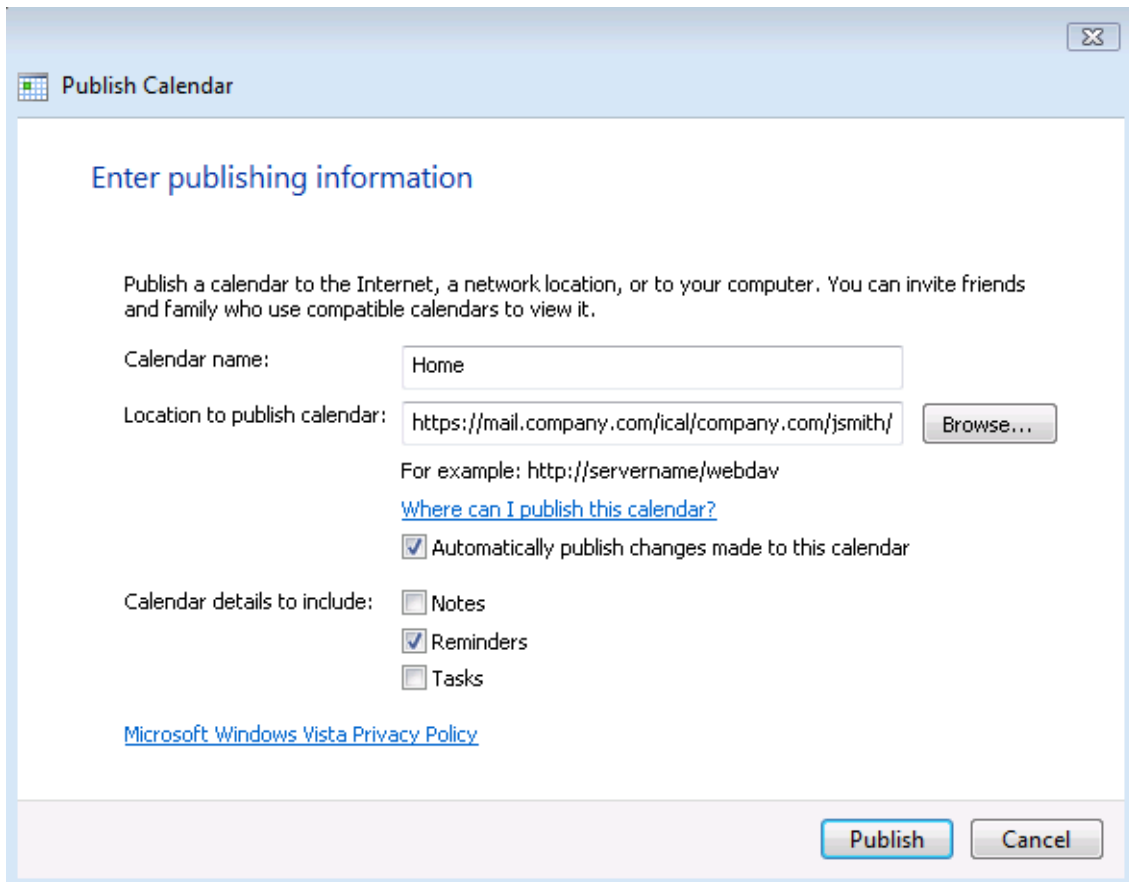 Publish Calendar
Enter publishing information
Publish a calendar to the Internet, a network location, or to your computer. You can invite friends
and family who use compatible calendars to view it.
Calendar name:
Home
Location to publish calendar:
https://mail.company.com/ical/company.com/jsmith/
Browse...
For example: http://servername/webdav
Where can I publish this calendar?
Automatically publish changes made to this calendar
Calendar details to include:
Notes
Reminders
Tasks
Microsoft Windows Vista Privacy Policy
Publish
Cancel